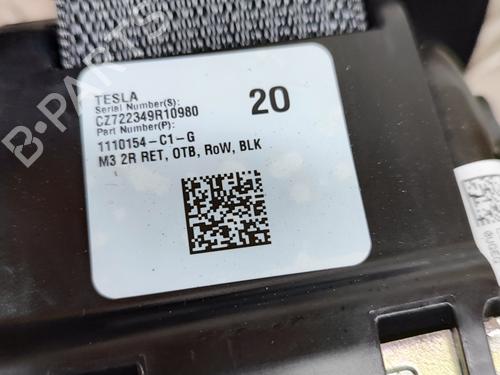 B-PARTS
TESLA
Serial Number(S):
CZ722349R10980
20
Part Number(P):
1110154-C1-G
M3 2R RET, OTB, RoW, BLK